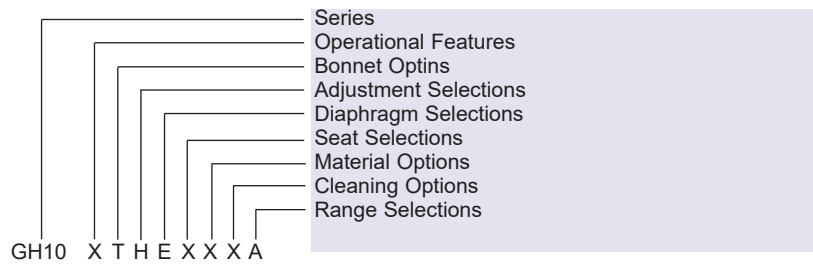 Series
Operational Features
Bonnet Optins
Adjustment Selections
Diaphragm Selections
Seat Selections
Material Options
Cleaning Options
Range Selections
GH10 X T H E X X X A